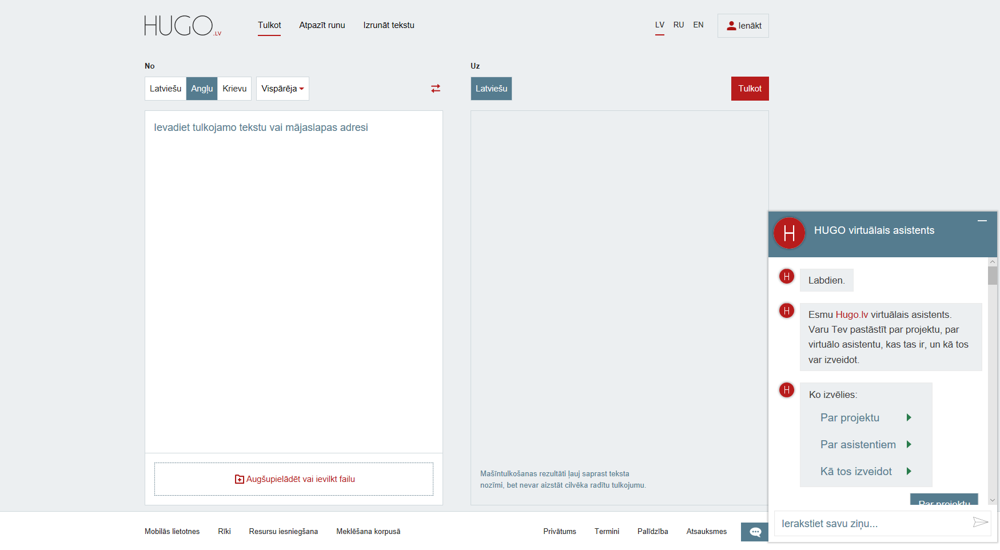 HUGO.LV
Tulkot
Atpazīt runu
Izrunāt tekstu
LV
RU
EN
Ienākt
No
Latviešu
Angļu
Krievu
Vispārēja
Uz
Latviešu
Tulkot
Ievadiet tulkojamo tekstu vai mājaslapas adresi
Augšupielādēt vai ievilkt failu
Mašīntulkošanas rezultāti ļauj saprast teksta
nozīmi, bet nevar aizstāt cilvēka radītu tulkojumu.
H
HUGO virtuālais asistents
H
Labdien.
H
Esmu Hugo.lv virtuālais asistents.
Varu Tev pastāstīt par projektu, par
virtuālo asistentu, kas tas ir, un kā tos
var izveidot.
H
Ko izvēlies:
Par projektu
Par asistentiem
Kā tos izveidot
Par projektu
Ierakstiet savu ziņu...
Mobilās lietotnes
Rīki
Resursu iesniegšana
Meklēšana korpusā
Privātums
Termini
Palīdzība
Atsauksmes